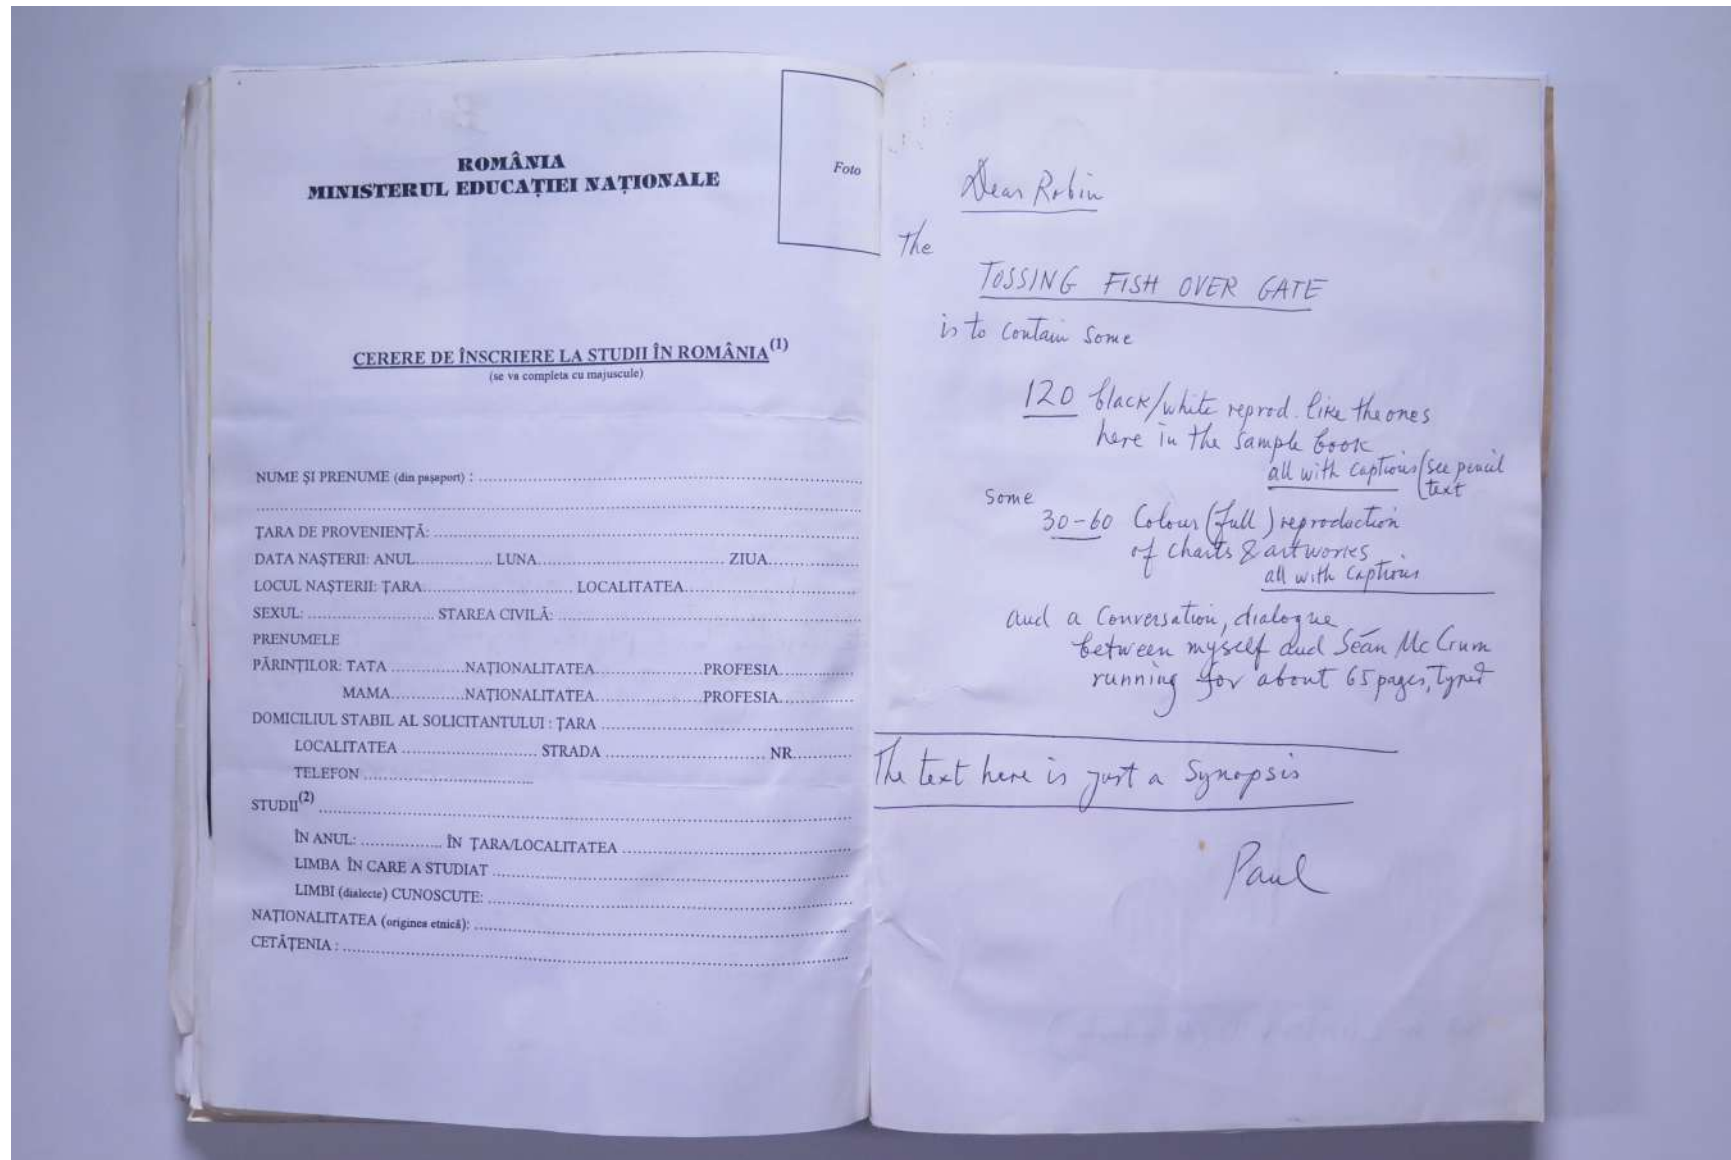 ROMÂNIA
MINISTERUL EDUCAȚIEI NAȚIONALE
Foto
CERERE DE ÎNSCRIERE LA STUDII ÎN ROMÂNIA(1)
(se va completa cu majuscule)
NUME ȘI PRENUME (din pașaport) : ..........
..........
ȚARA DE PROVENIENȚĂ: ..........
DATA NAȘTERII: ANUL.......... LUNA.......... ZIUA..........
LOCUL NAȘTERII: ȚARA.......... LOCALITATEA..........
SEXUL: .......... STAREA CIVILĂ: ..........
PRENUMELE
PĂRINȚILOR: TATA ..........NAȚIONALITATEA..........PROFESIA..........
MAMA..........NAȚIONALITATEA..........PROFESIA..........
DOMICILIUL STABIL AL SOLICITANTULUI : ȚARA ..........
LOCALITATEA .......... STRADA .......... NR..........
TELEFON ..........
STUDII(2) ..........
ÎN ANUL: .......... ÎN ȚARA/LOCALITATEA ..........
LIMBA ÎN CARE A STUDIAT ..........
LIMBI (dialecte) CUNOSCUTE: ..........
NAȚIONALITATEA (originea etnică): ..........
CETĂȚENIA : ..........
Dear Robin
The
TOSSING FISH OVER GATE
is to contain some
120 black/white reprod. like the ones
here in the sample book
all with captions (see pencil
text
some
30-60 Colour (full) reproduction
of charts & artworks
all with captions
and a conversation, dialogue
between myself and Seán McCrum
running for about 65 pages, typed
The text here is just a Synopsis
Paul